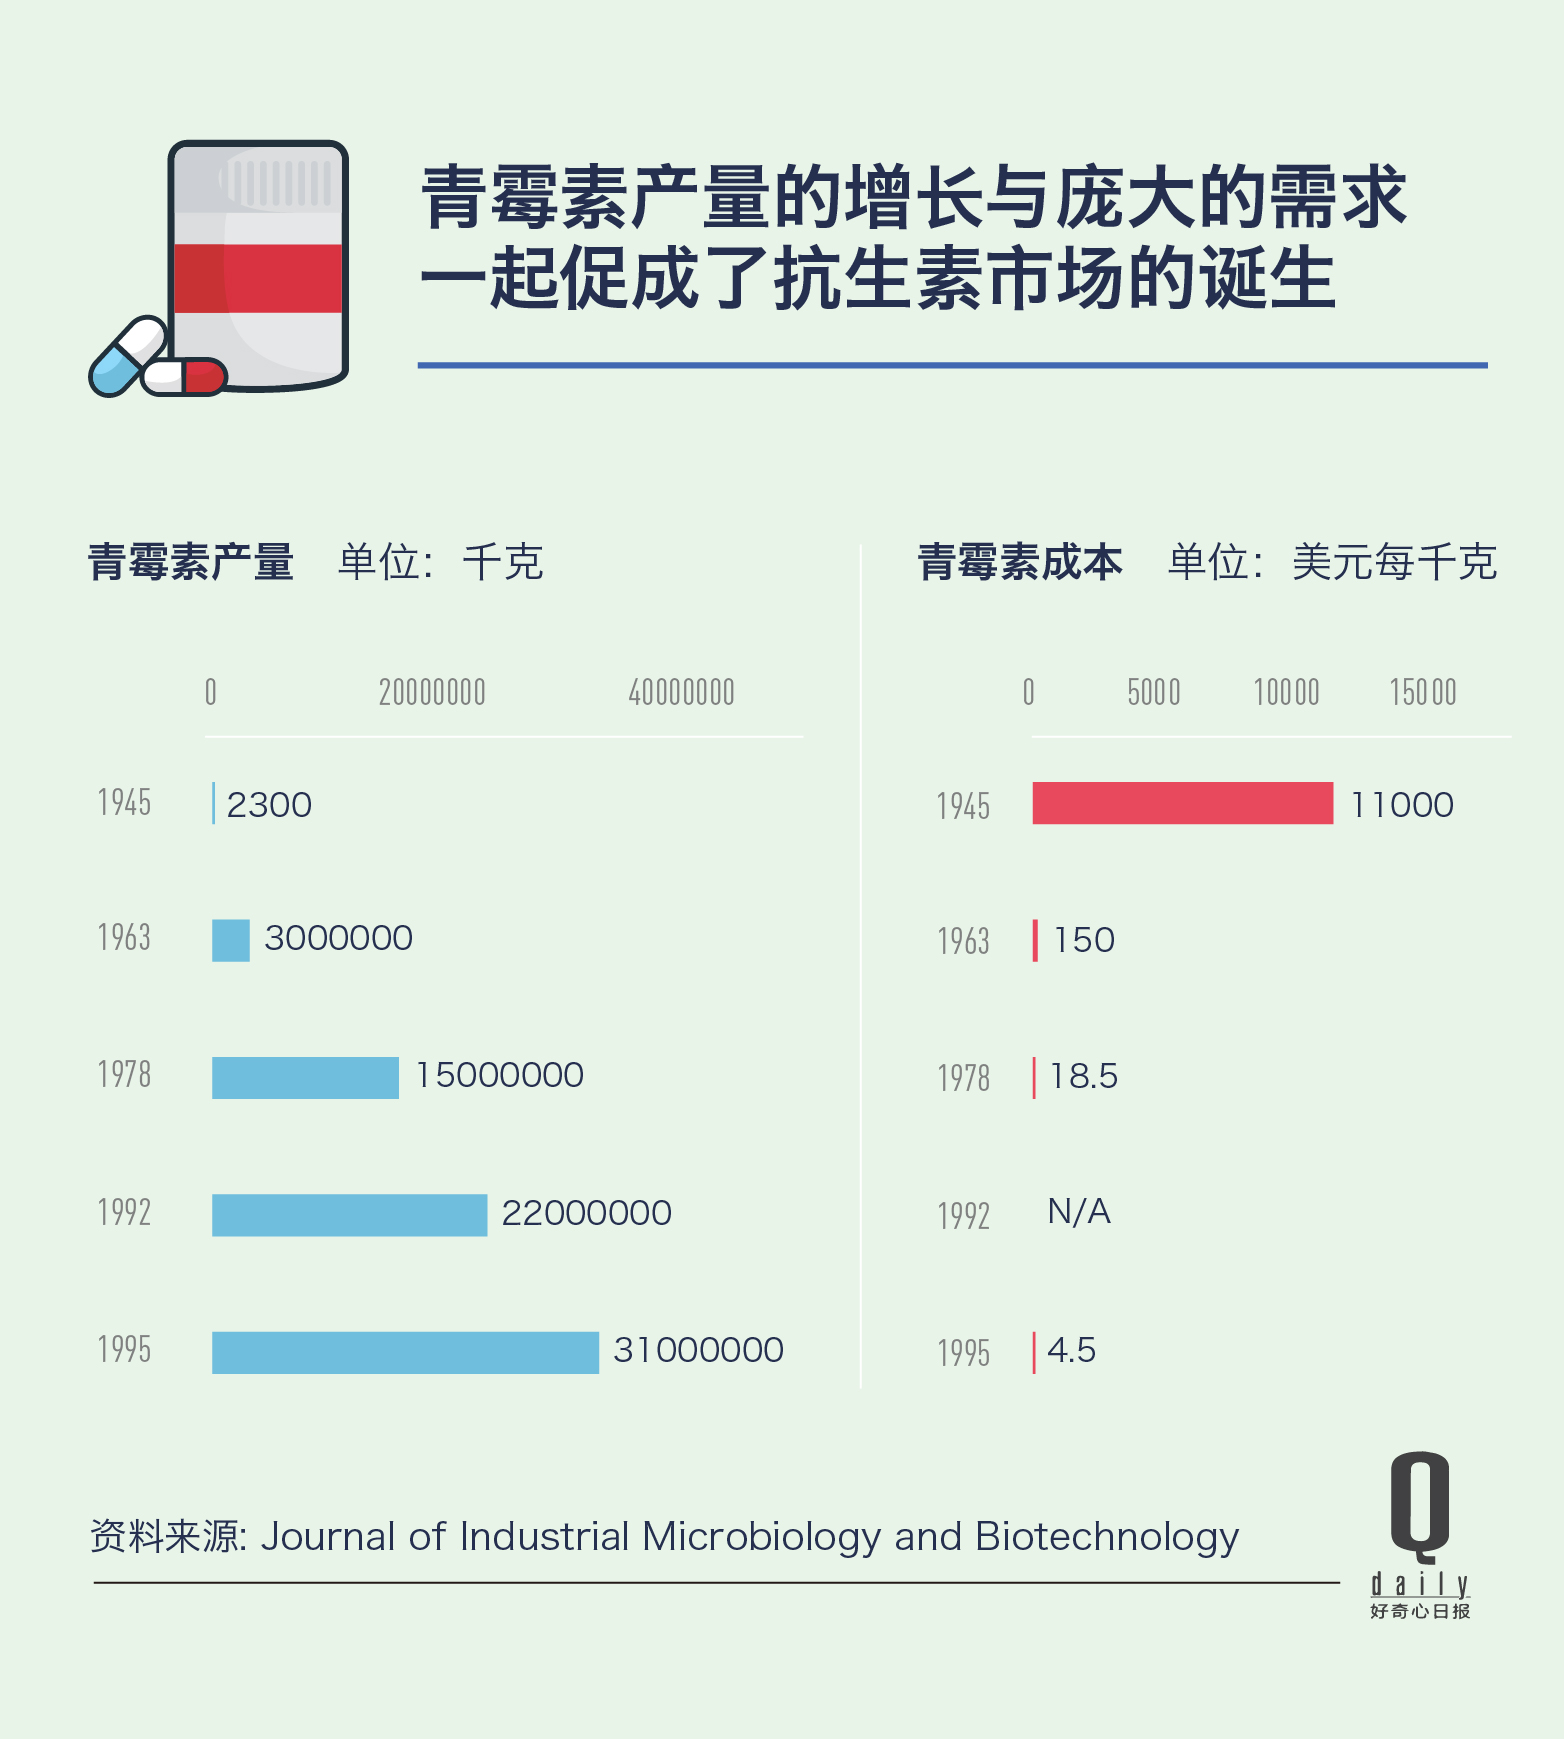 青霉素产量的增长与庞大的需求
一起促成了抗生素市场的诞生
青霉素产量 单位：千克
0 20000000 40000000
1945 2300
1963 3000000
1978 15000000
1992 22000000
1995 31000000
青霉素成本 单位：美元每千克
0 5000 10000 15000
1945 11000
1963 150
1978 18.5
1992 N/A
1995 4.5
资料来源: Journal of Industrial Microbiology and Biotechnology
Q
daily
好奇心日报